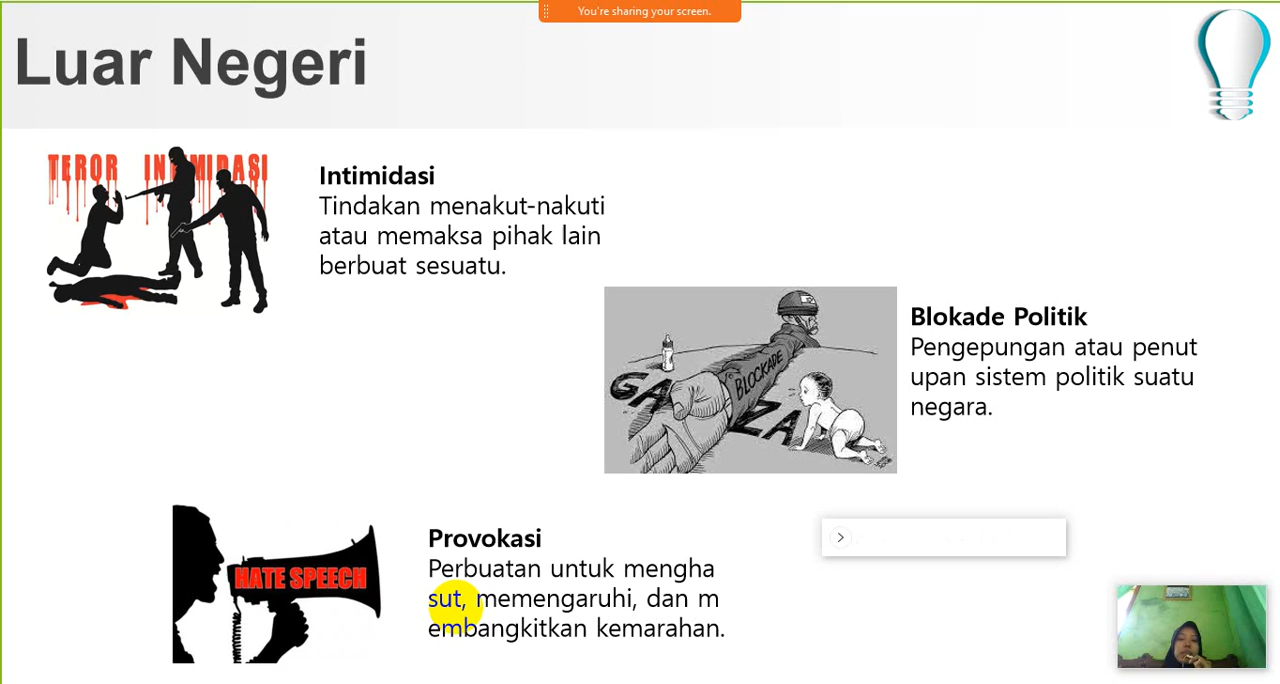 You're sharing your screen.
Luar Negeri
TEROR INTIMIDASI
Intimidasi
Tindakan menakut-nakuti
atau memaksa pihak lain
berbuat sesuatu.
BLOCKADE
GAZA
Blokade Politik
Pengepungan atau penut
upan sistem politik suatu
negara.
HATE SPEECH
Provokasi
Perbuatan untuk mengha
sut, memengaruhi, dan m
embangkitkan kemarahan.